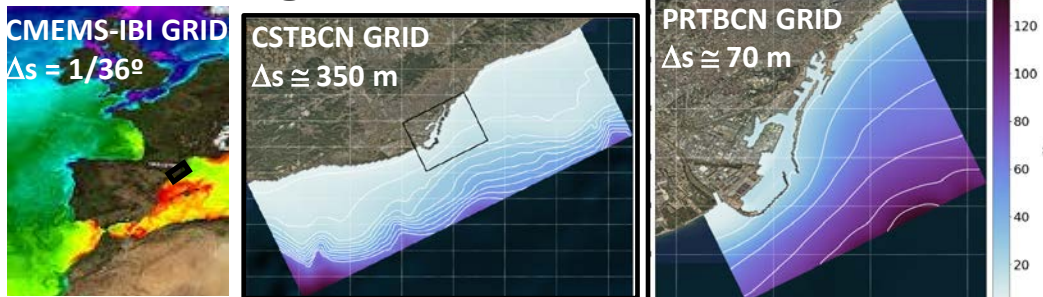 CMEMS-IBI GRID
Δs = 1/36º
CSTBCN GRID
Δs ≅ 350 m
PRTBCN GRID
Δs ≅ 70 m
120
100
80
60
40
20